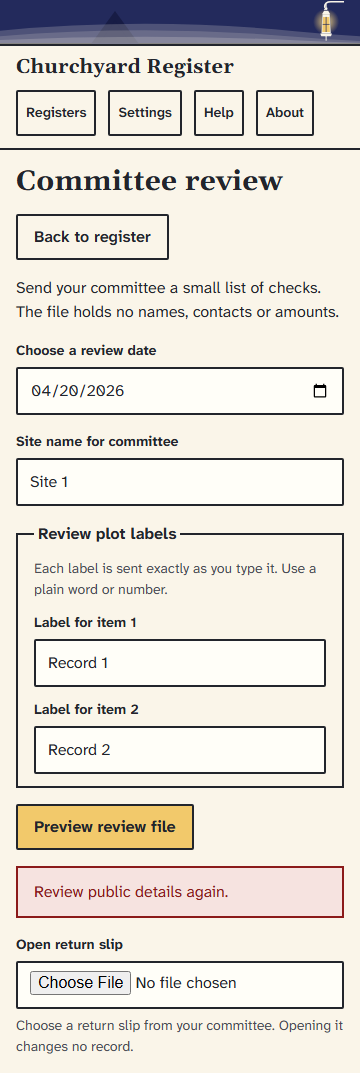 Churchyard Register
Registers
Settings
Help
About
Committee review
Back to register
Send your committee a small list of checks.
The file holds no names, contacts or amounts.
Choose a review date
04/20/2026
Site name for committee
Site 1
Review plot labels
Each label is sent exactly as you type it. Use a
plain word or number.
Label for item 1
Record 1
Label for item 2
Record 2
Preview review file
Review public details again.
Open return slip
Choose File No file chosen
Choose a return slip from your committee. Opening it
changes no record.